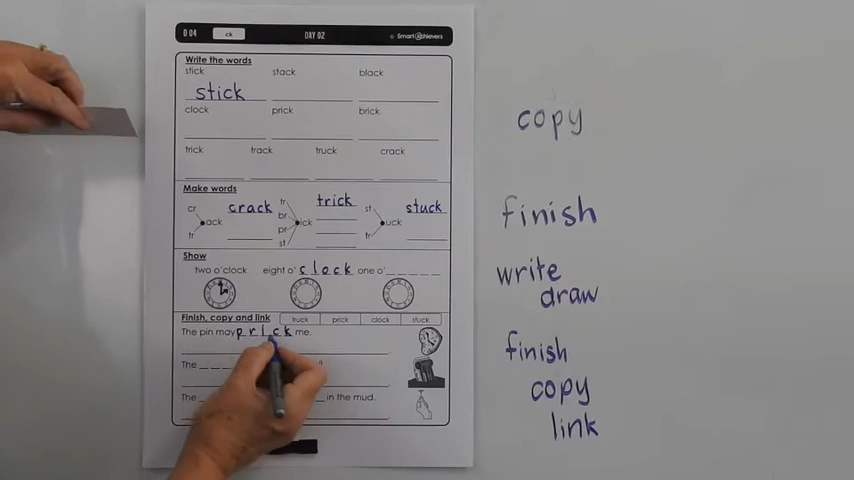 D 04 ck DAY 02 © SmartAchievers
Write the words
stick stack black
stick
clock prick brick
trick track truck crack
Make words
cr tr ack crack
tr br pr st ick trick
st tr uck stuck
Show
two o'clock eight o' clock one o' _ _ _ _ _
Finish, copy and link truck prick clock stuck
The pin may prick me.
The _ _ _
The _ in the mud.
copy
finish
write
draw
finish
copy
link